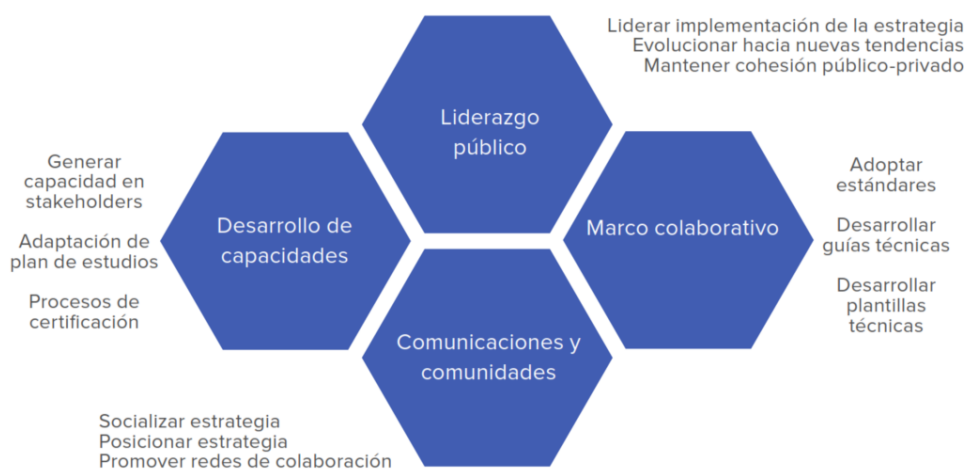 Liderar implementación de la estrategia
Evolucionar hacia nuevas tendencias
Mantener cohesión público-privado
Liderazgo
público
Generar
capacidad en
stakeholders
Adaptación de
plan de estudios
Procesos de
certificación
Desarrollo de
capacidades
Marco colaborativo
Adoptar
estándares
Desarrollar
guías técnicas
Desarrollar
plantillas
técnicas
Comunicaciones y
comunidades
Socializar estrategia
Posicionar estrategia
Promover redes de colaboración